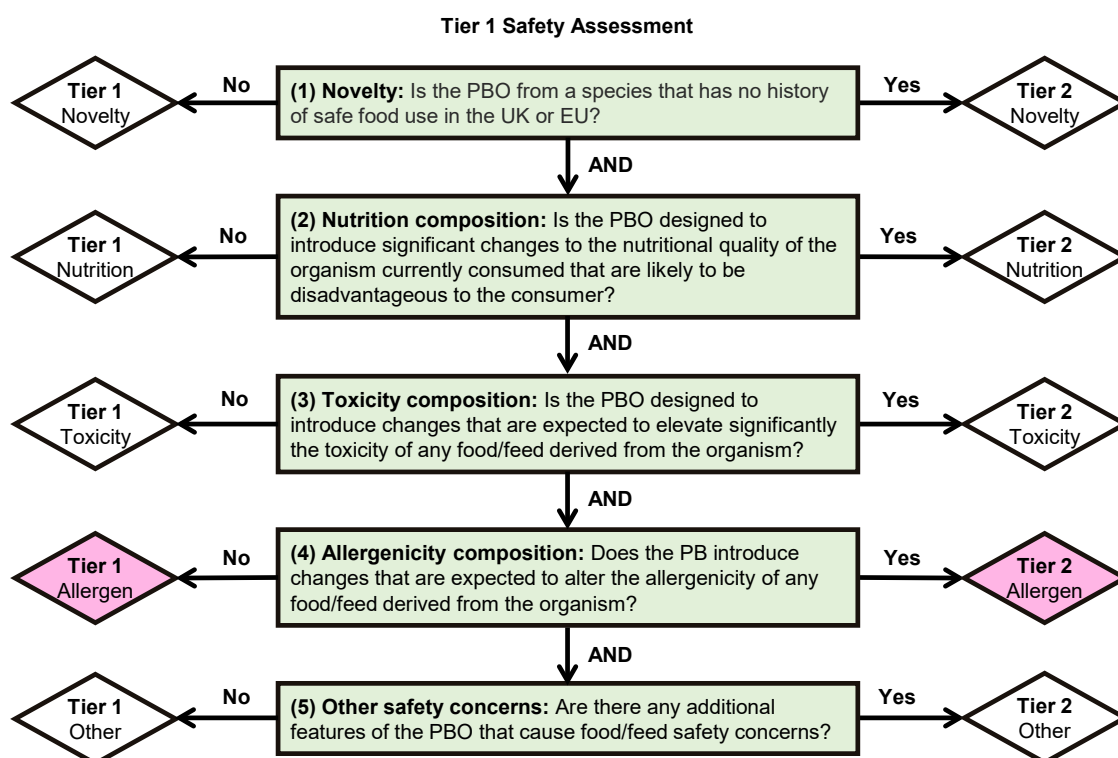 Tier 1 Safety Assessment
Tier 1
Novelty
No
(1) Novelty: Is the PBO from a species that has no history
of safe food use in the UK or EU?
Yes
Tier 2
Novelty
AND
Tier 1
Nutrition
No
(2) Nutrition composition: Is the PBO designed to
introduce significant changes to the nutritional quality of the
organism currently consumed that are likely to be
disadvantageous to the consumer?
Yes
Tier 2
Nutrition
AND
Tier 1
Toxicity
No
(3) Toxicity composition: Is the PBO designed to
introduce changes that are expected to elevate significantly
the toxicity of any food/feed derived from the organism?
Yes
Tier 2
Toxicity
AND
Tier 1
Allergen
No
(4) Allergenicity composition: Does the PB introduce
changes that are expected to alter the allergenicity of any
food/feed derived from the organism?
Yes
Tier 2
Allergen
AND
Tier 1
Other
No
(5) Other safety concerns: Are there any additional
features of the PBO that cause food/feed safety concerns?
Yes
Tier 2
Other